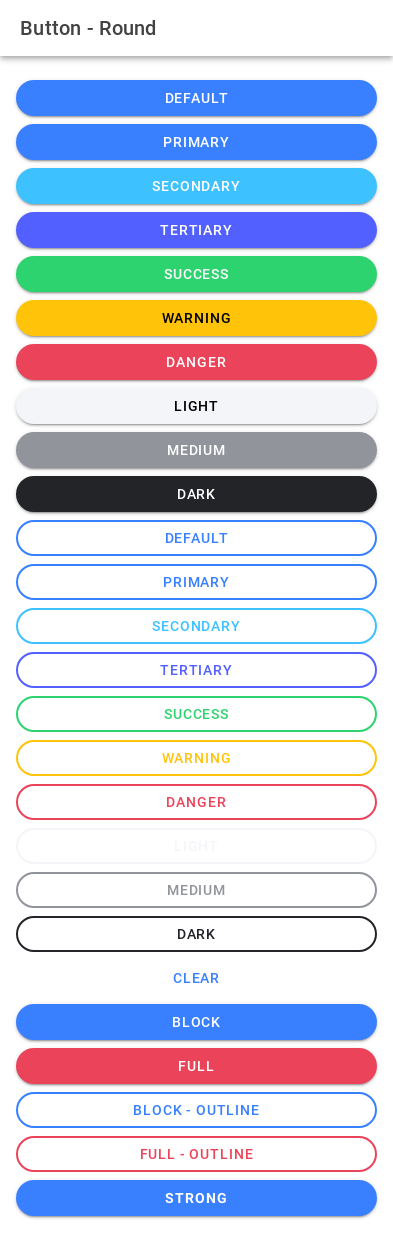 Button - Round
DEFAULT
PRIMARY
SECONDARY
TERTIARY
SUCCESS
WARNING
DANGER
LIGHT
MEDIUM
DARK
DEFAULT
PRIMARY
SECONDARY
TERTIARY
SUCCESS
WARNING
DANGER
LIGHT
MEDIUM
DARK
CLEAR
BLOCK
FULL
BLOCK - OUTLINE
FULL - OUTLINE
STRONG